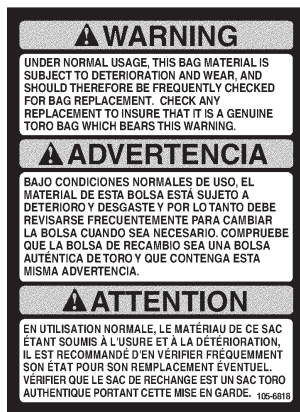 WARNING
UNDER NORMAL USAGE, THIS BAG MATERIAL IS
SUBJECT TO DETERIORATION AND WEAR, AND
SHOULD THEREFORE BE FREQUENTLY CHECKED
FOR BAG REPLACEMENT. CHECK ANY
REPLACEMENT TO INSURE THAT IT IS A GENUINE
TORO BAG WHICH BEARS THIS WARNING.
ADVERTENCIA
BAJO CONDICIONES NORMALES DE USO, EL
MATERIAL DE ESTA BOLSA ESTÁ SUJETO A
DETERIORO Y DESGASTE Y POR LO TANTO DEBE
REVISARSE FRECUENTEMENTE PARA CAMBIAR
LA BOLSA CUANDO SEA NECESARIO. COMPRUEBE
QUE LA BOLSA DE RECAMBIO SEA UNA BOLSA
AUTÉNTICA DE TORO Y QUE CONTENGA ESTA
MISMA ADVERTENCIA.
ATTENTION
EN UTILISATION NORMALE, LE MATÉRIAU DE CE SAC
ÉTANT SOUMIS À L'USURE ET À LA DÉTÉRIORATION,
IL EST RECOMMANDÉ D'EN VÉRIFIER FRÉQUEMMENT
SON ÉTAT POUR SON REMPLACEMENT ÉVENTUEL.
VÉRIFIER QUE LE SAC DE RECHANGE EST UN SAC TORO
AUTHENTIQUE PORTANT CETTE MISE EN GARDE. 105-6818